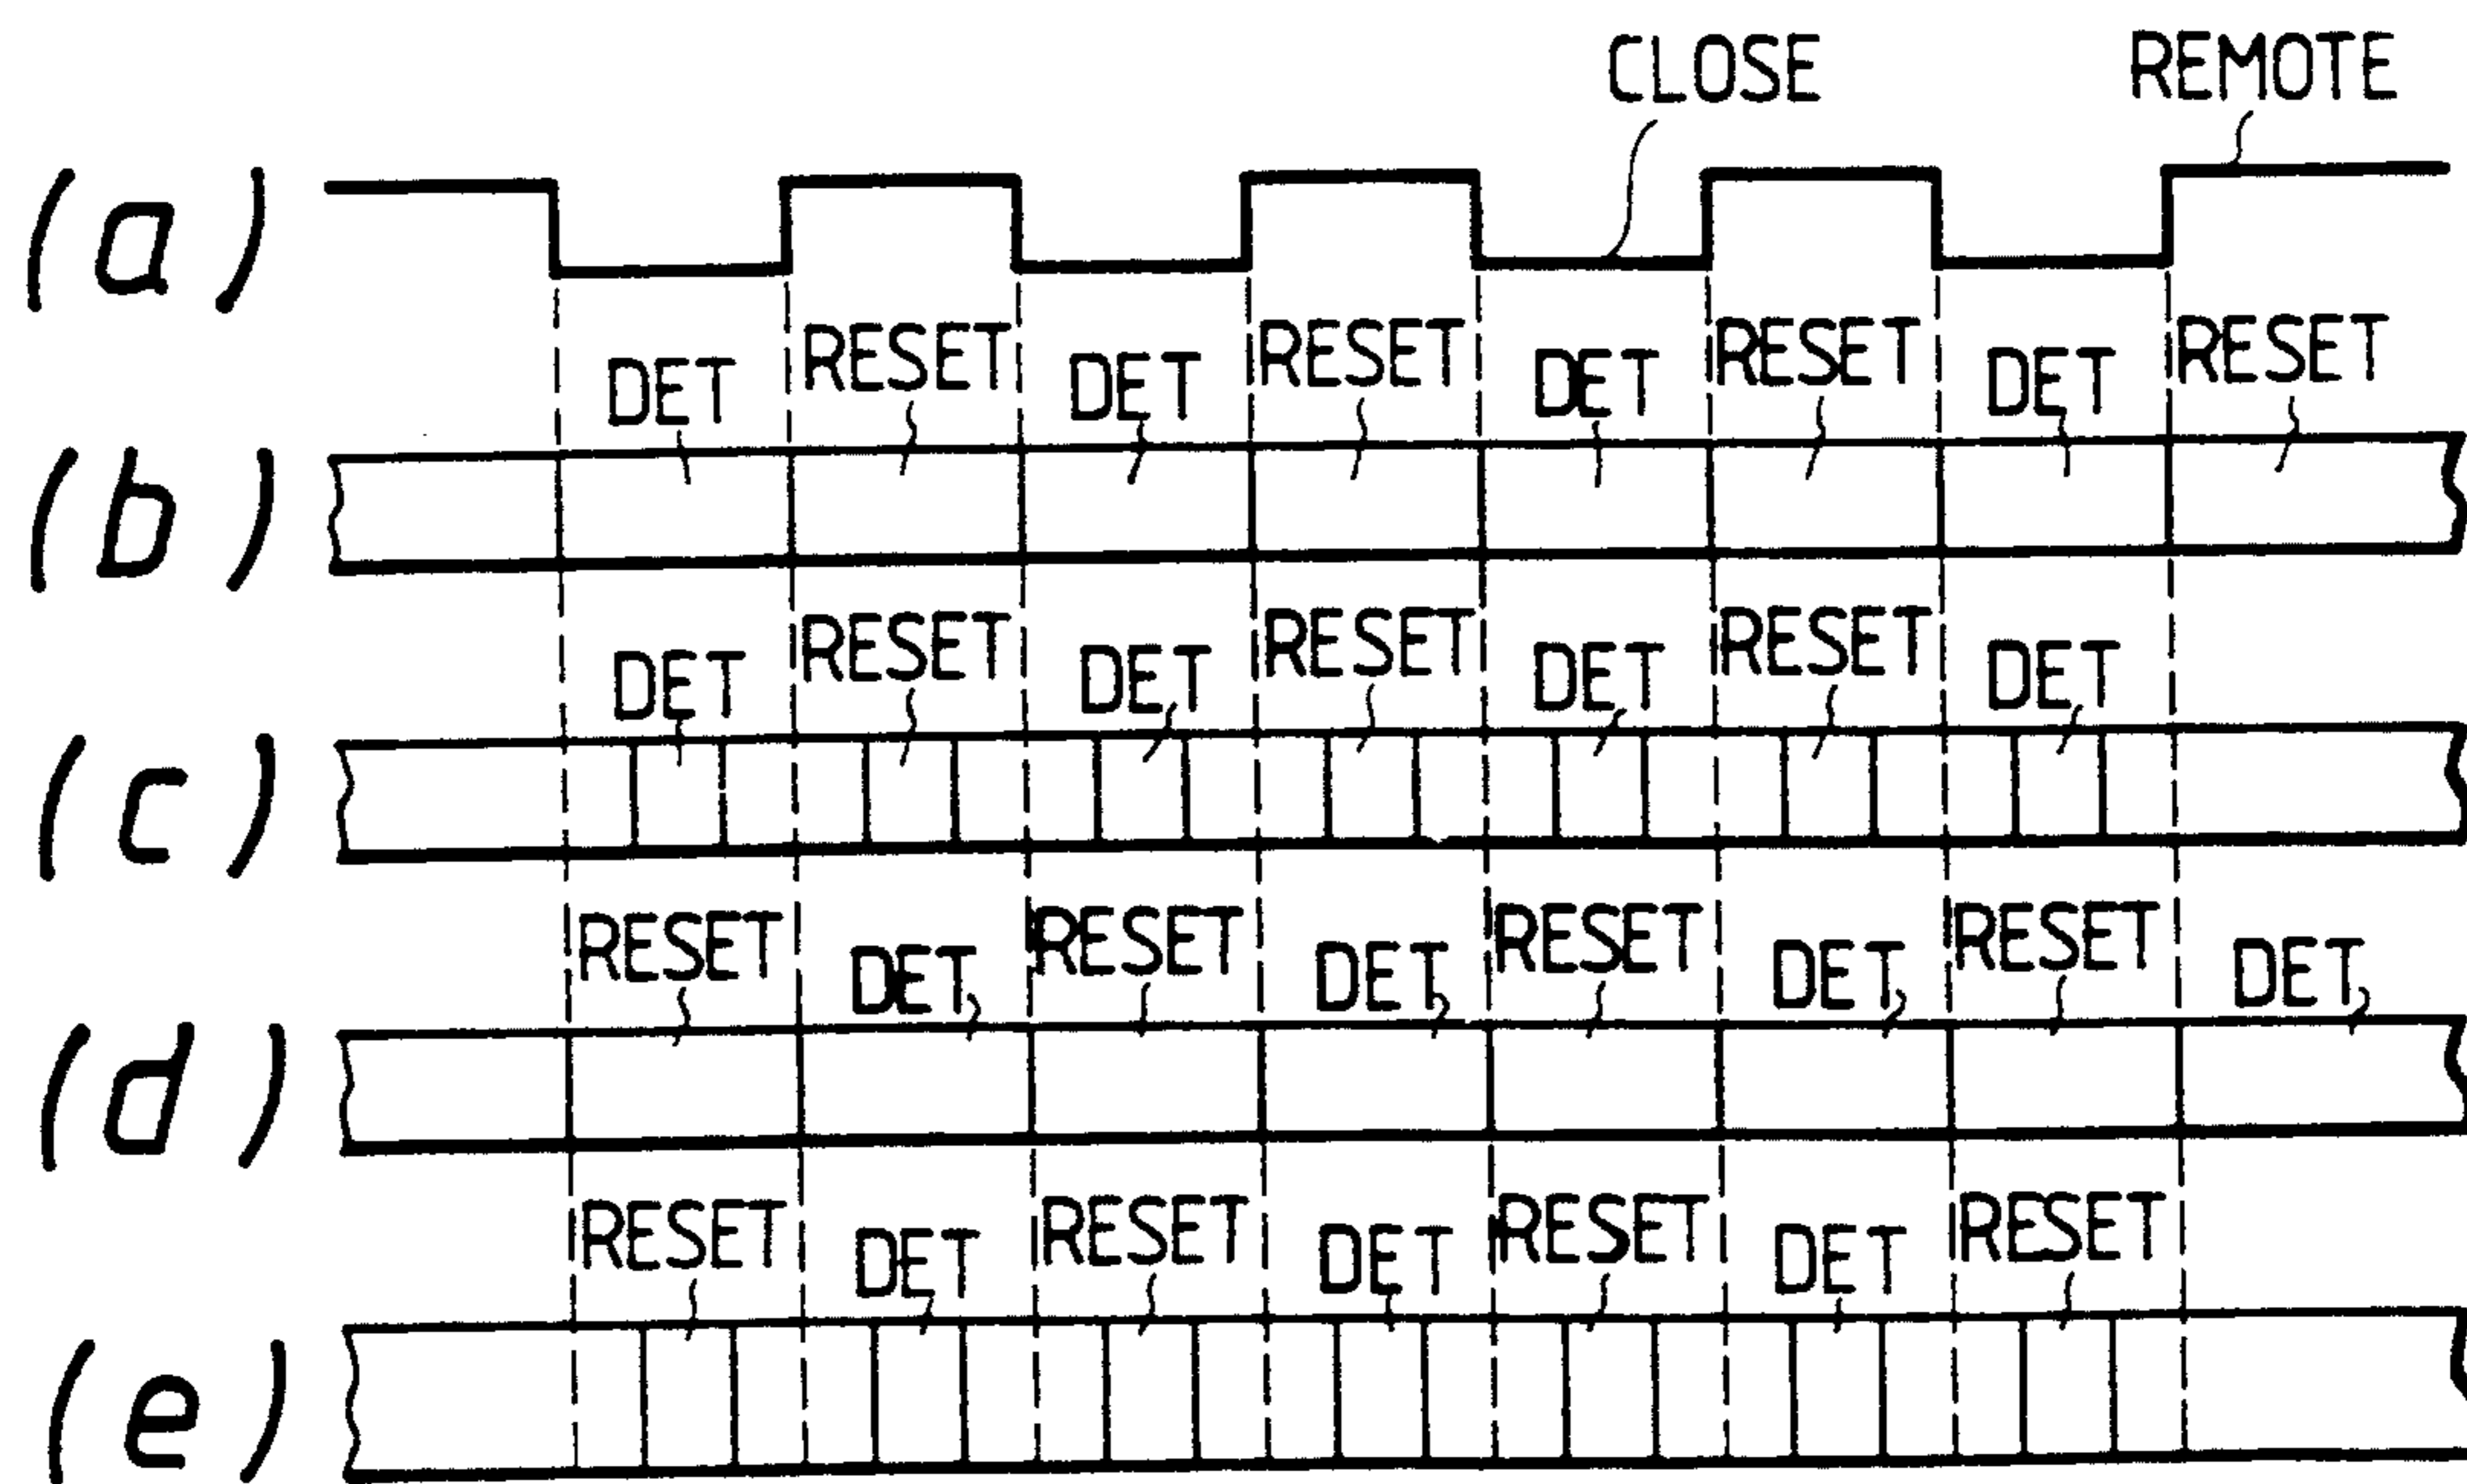 CLOSE REMOTE
(a)
DET RESET DET RESET DET RESET DET RESET
(b)
DET RESET DET RESET DET RESET DET
(c)
RESET DET RESET DET RESET DET RESET DET
(d)
RESET DET RESET DET RESET DET RESET
(e)